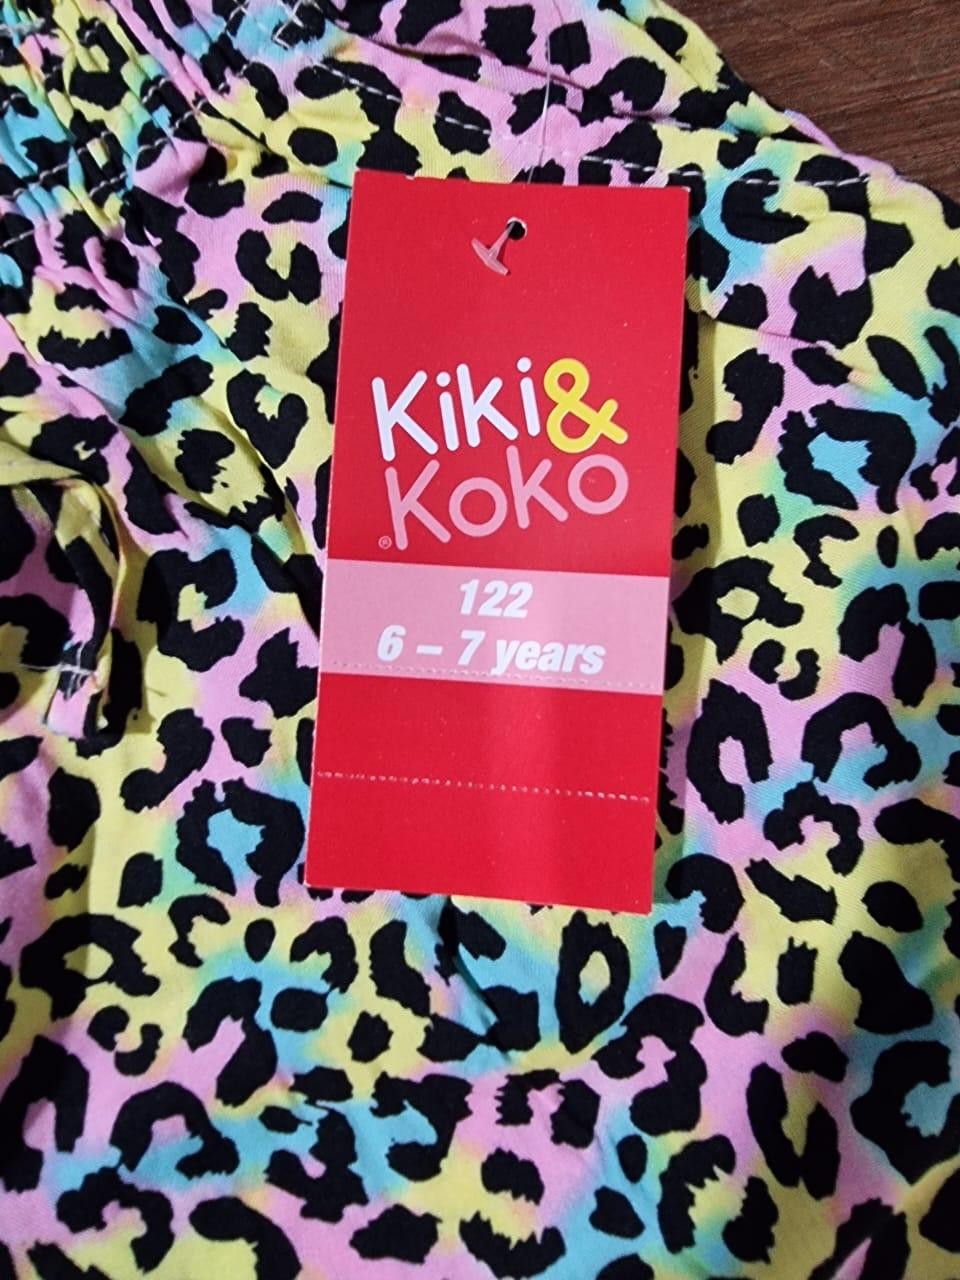 Kiki&
Koko
®
122
6 – 7 years